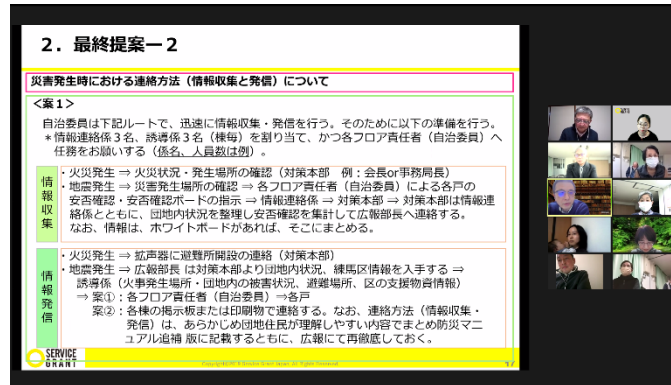 2．最終提案ー2
災害発生時における連絡方法（情報収集と発信）について
＜案１＞
自治委員は下記ルートで、迅速に情報収集・発信を行う。そのために以下の準備を行う。
＊情報連絡係３名、誘導係３名（棟毎）を割り当て、かつ各フロア責任者（自治委員）へ
任務をお願いする（係名、人員数は例）。
情報収集
・火災発生 ⇒ 火災状況・発生場所の確認（対策本部　例：会長or事務局長）
・地震発生 ⇒ 災害発生場所の確認 ⇒ 各フロア責任者（自治委員）による各戸の
安否確認・安否確認ボードの指示 ⇒ 情報連絡係 ⇒ 対策本部 ⇒ 対策本部は情報連
絡係とともに、団地内状況を整理し安否確認を集計して広報部長へ連絡する。
なお、情報は、ホワイトボードがあれば、そこにまとめる。
情報発信
・火災発生 ⇒ 拡声器に避難所開設の連絡（対策本部）
・地震発生 ⇒ 広報部長 は対策本部より団地内状況、練馬区情報を入手する ⇒
誘導係（火事発生場所・団地内の被害状況、避難場所、区の支援物資情報）
⇒ 案①：各フロア責任者（自治委員）⇒各戸
案②：各棟の掲示板または印刷物で連絡する。なお、連絡方法（情報収集・
発信）は、あらかじめ団地住民が理解しやすい内容でまとめ防災マニ
ュアル追補 版に記載するとともに、広報にて再徹底しておく。
SERVICE
GRANT
17